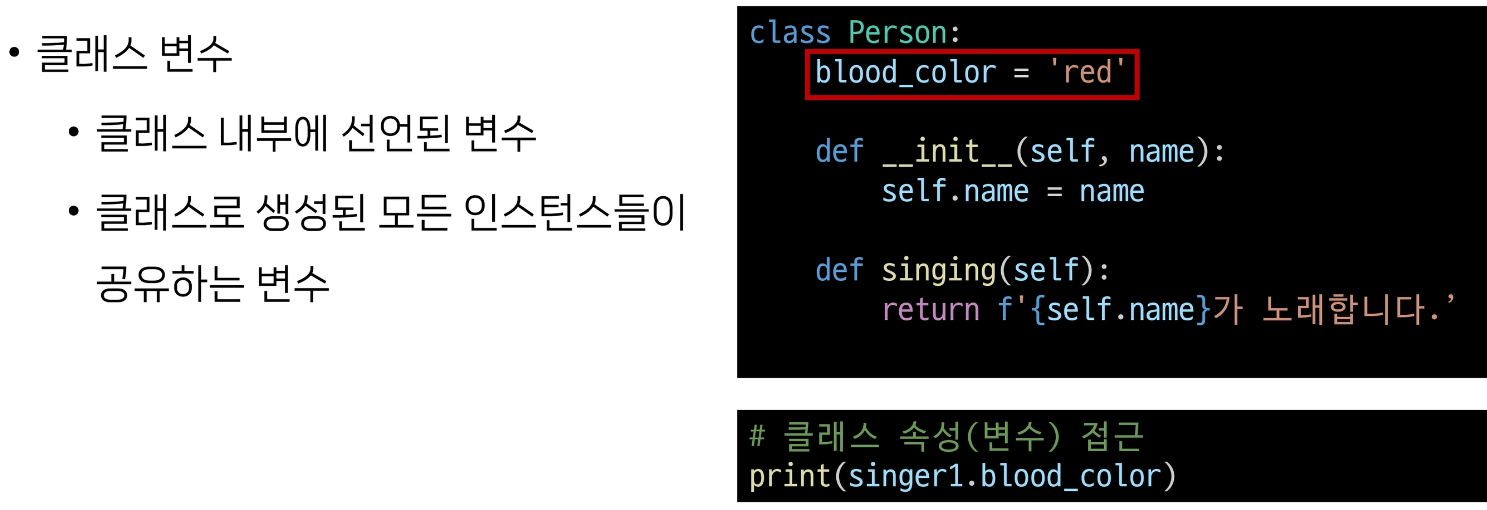 • 클래스 변수
• 클래스 내부에 선언된 변수
• 클래스로 생성된 모든 인스턴스들이
공유하는 변수
class Person:
    blood_color = 'red'
    def __init__(self, name):
        self.name = name
    def singing(self):
        return f'{self.name}가 노래합니다.’
# 클래스 속성(변수) 접근
print(singer1.blood_color)